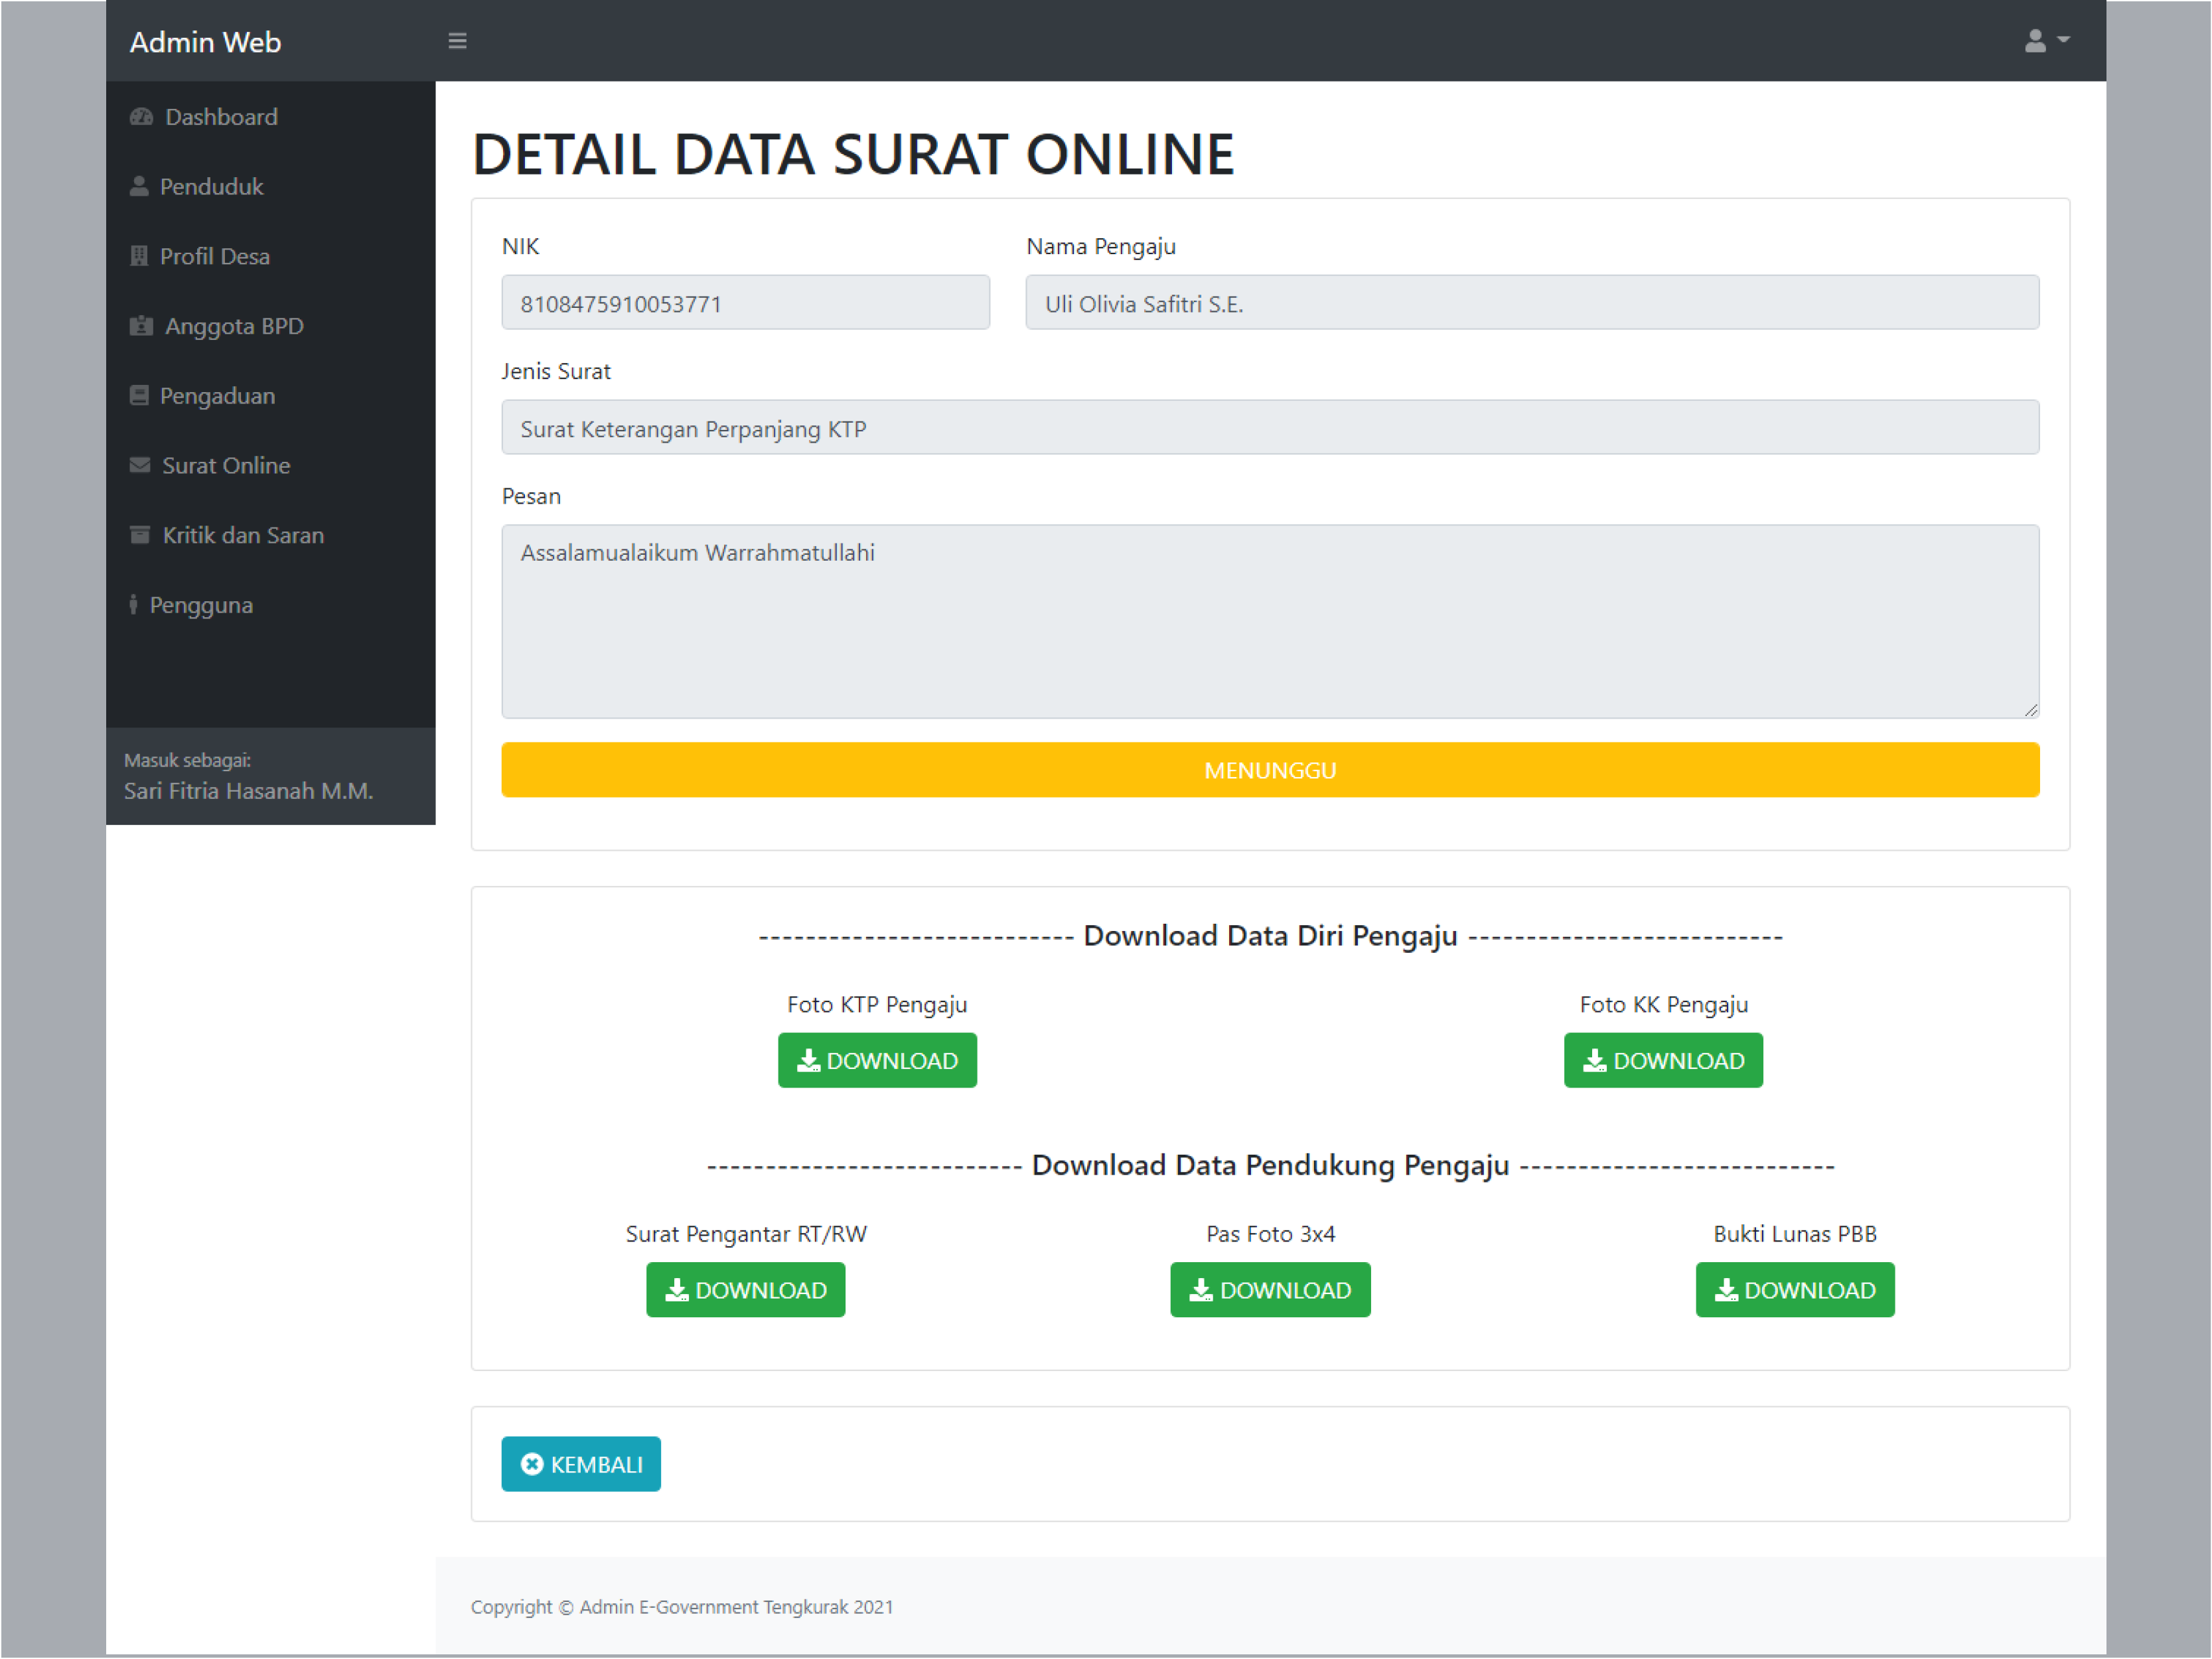 Admin Web
Dashboard
Penduduk
Profil Desa
Anggota BPD
Pengaduan
Surat Online
Kritik dan Saran
Pengguna
Masuk sebagai:
Sari Fitria Hasanah M.M.
DETAIL DATA SURAT ONLINE
NIK
8108475910053771
Nama Pengaju
Uli Olivia Safitri S.E.
Jenis Surat
Surat Keterangan Perpanjang KTP
Pesan
Assalamualaikum Warrahmatullahi
MENUNGGU
--------------------------- Download Data Diri Pengaju ---------------------------
Foto KTP Pengaju
DOWNLOAD
Foto KK Pengaju
DOWNLOAD
--------------------------- Download Data Pendukung Pengaju ---------------------------
Surat Pengantar RT/RW
DOWNLOAD
Pas Foto 3x4
DOWNLOAD
Bukti Lunas PBB
DOWNLOAD
KEMBALI
Copyright © Admin E-Government Tengkurak 2021